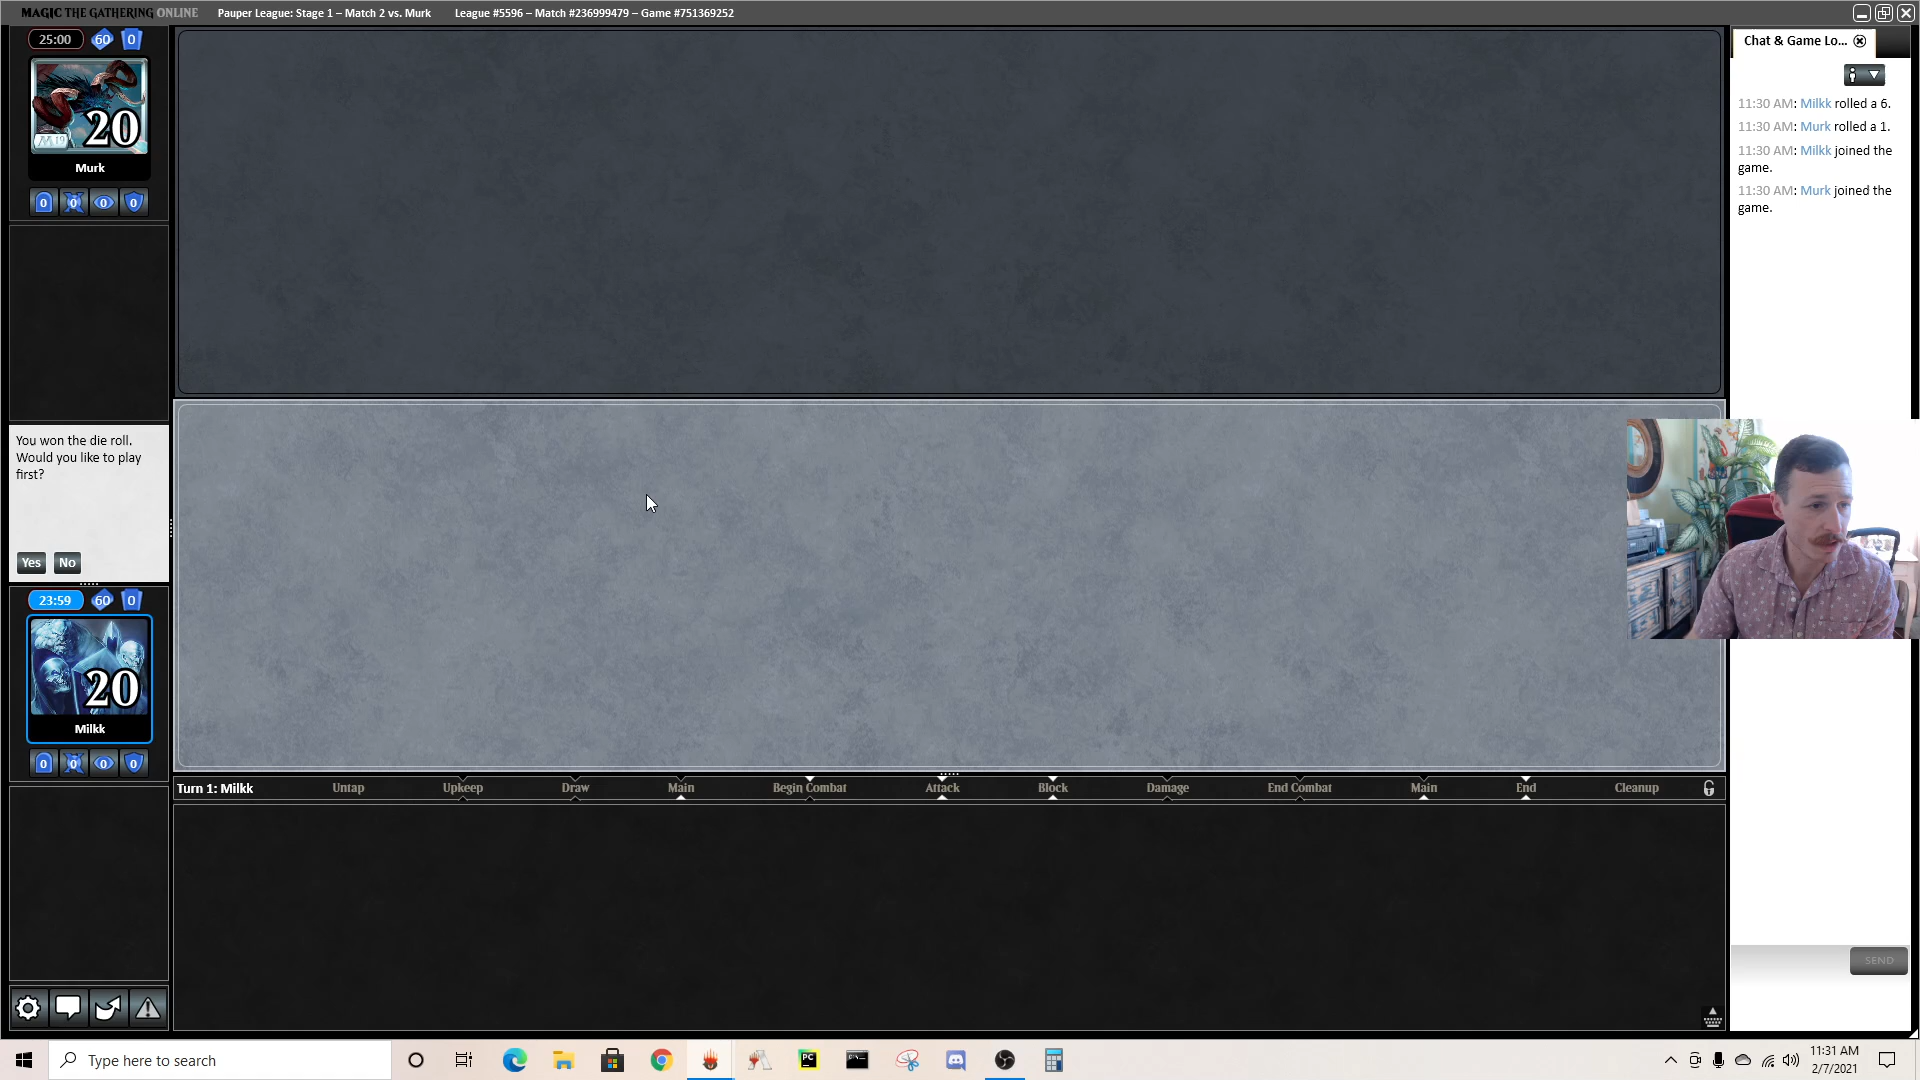 MAGIC THE GATHERING ONLINE Pauper League: Stage 1 – Match 2 vs. Murk League #5596 – Match #236999479 – Game #751369252
25:00 60 0
20
Murk
0 0 0 0
You won the die roll.
Would you like to play
first?
Yes No
23:59 60 0
20
Milkk
0 0 0 0
Turn 1: Milkk Untap Upkeep Draw Main Begin Combat Attack Block Damage End Combat Main End Cleanup
Chat & Game Lo...
11:30 AM: Milkk rolled a 6.
11:30 AM: Murk rolled a 1.
11:30 AM: Milkk joined the
game.
11:30 AM: Murk joined the
game.
SEND
Type here to search
PC
11:31 AM
2/7/2021